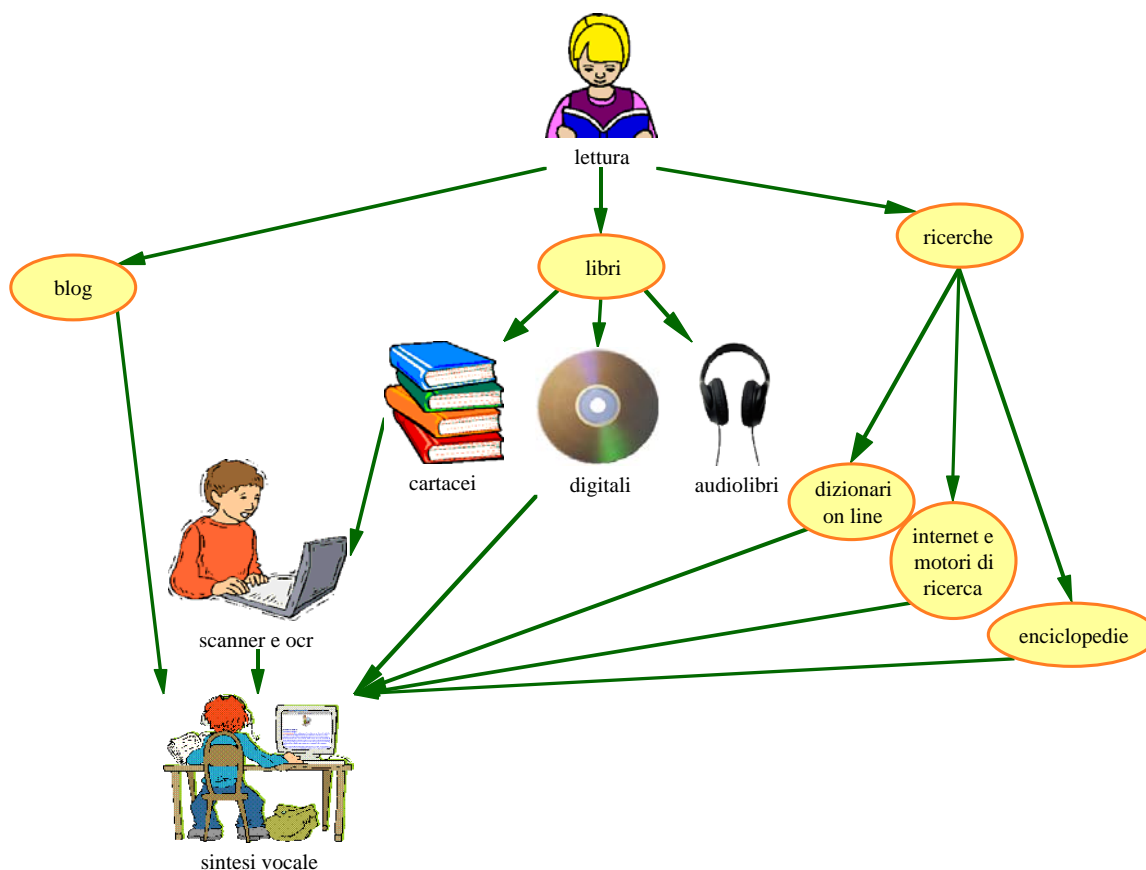 lettura
ricerche
libri
blog
cartacei
digitali
audiolibri
dizionari
on line
internet e
motori di
ricerca
scanner e ocr
enciclopedie
sintesi vocale